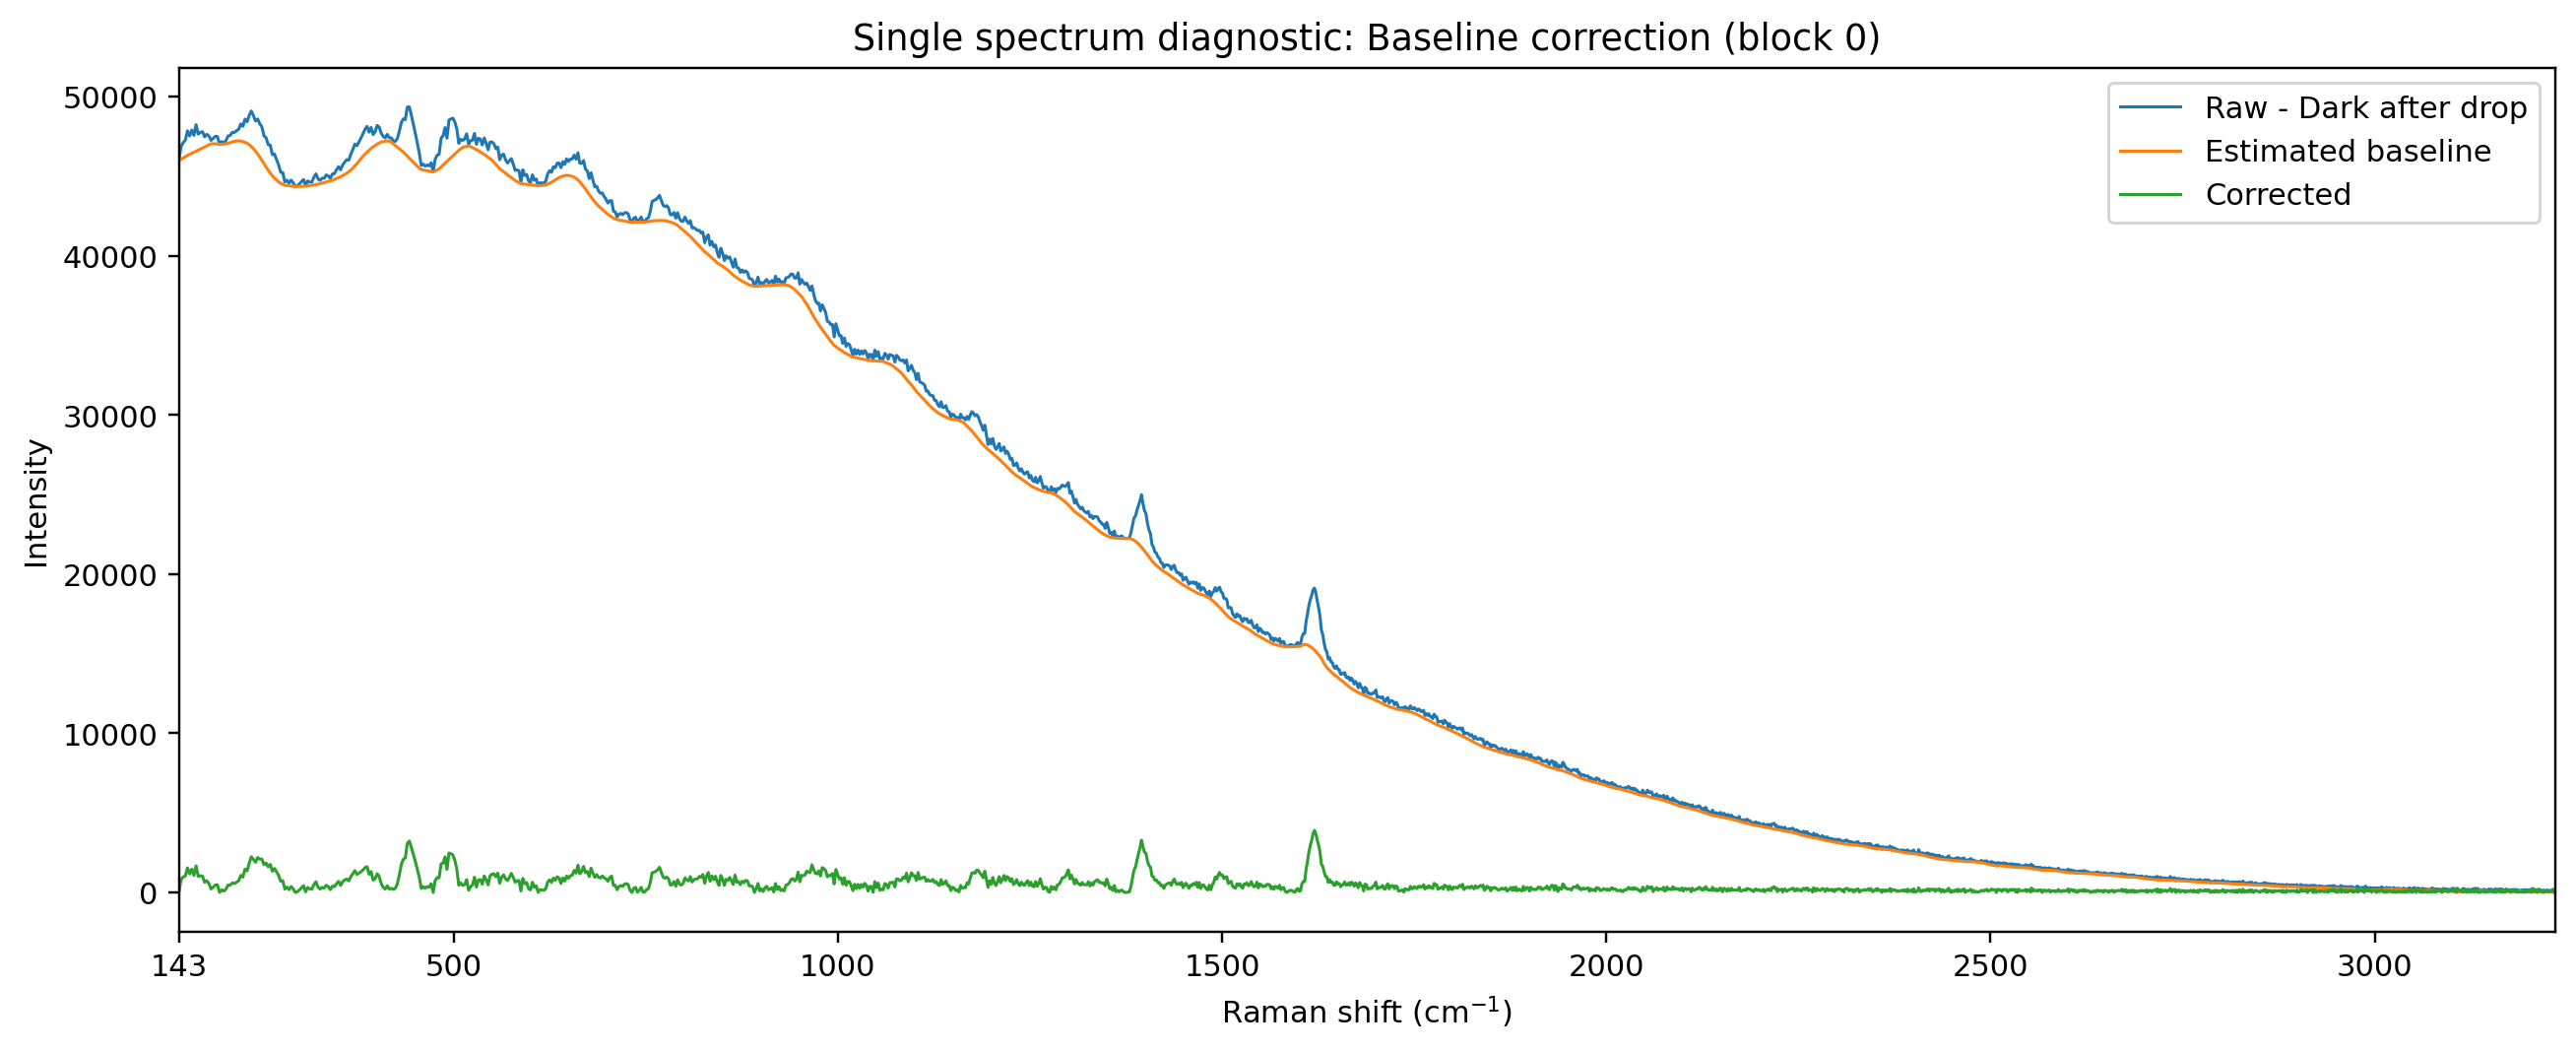 Single spectrum diagnostic: Baseline correction (block 0)
Raw - Dark after drop
Estimated baseline
Corrected
Intensity
50000
40000
30000
20000
10000
0
143
500
1000
1500
2000
2500
3000
Raman shift (cm⁻¹)